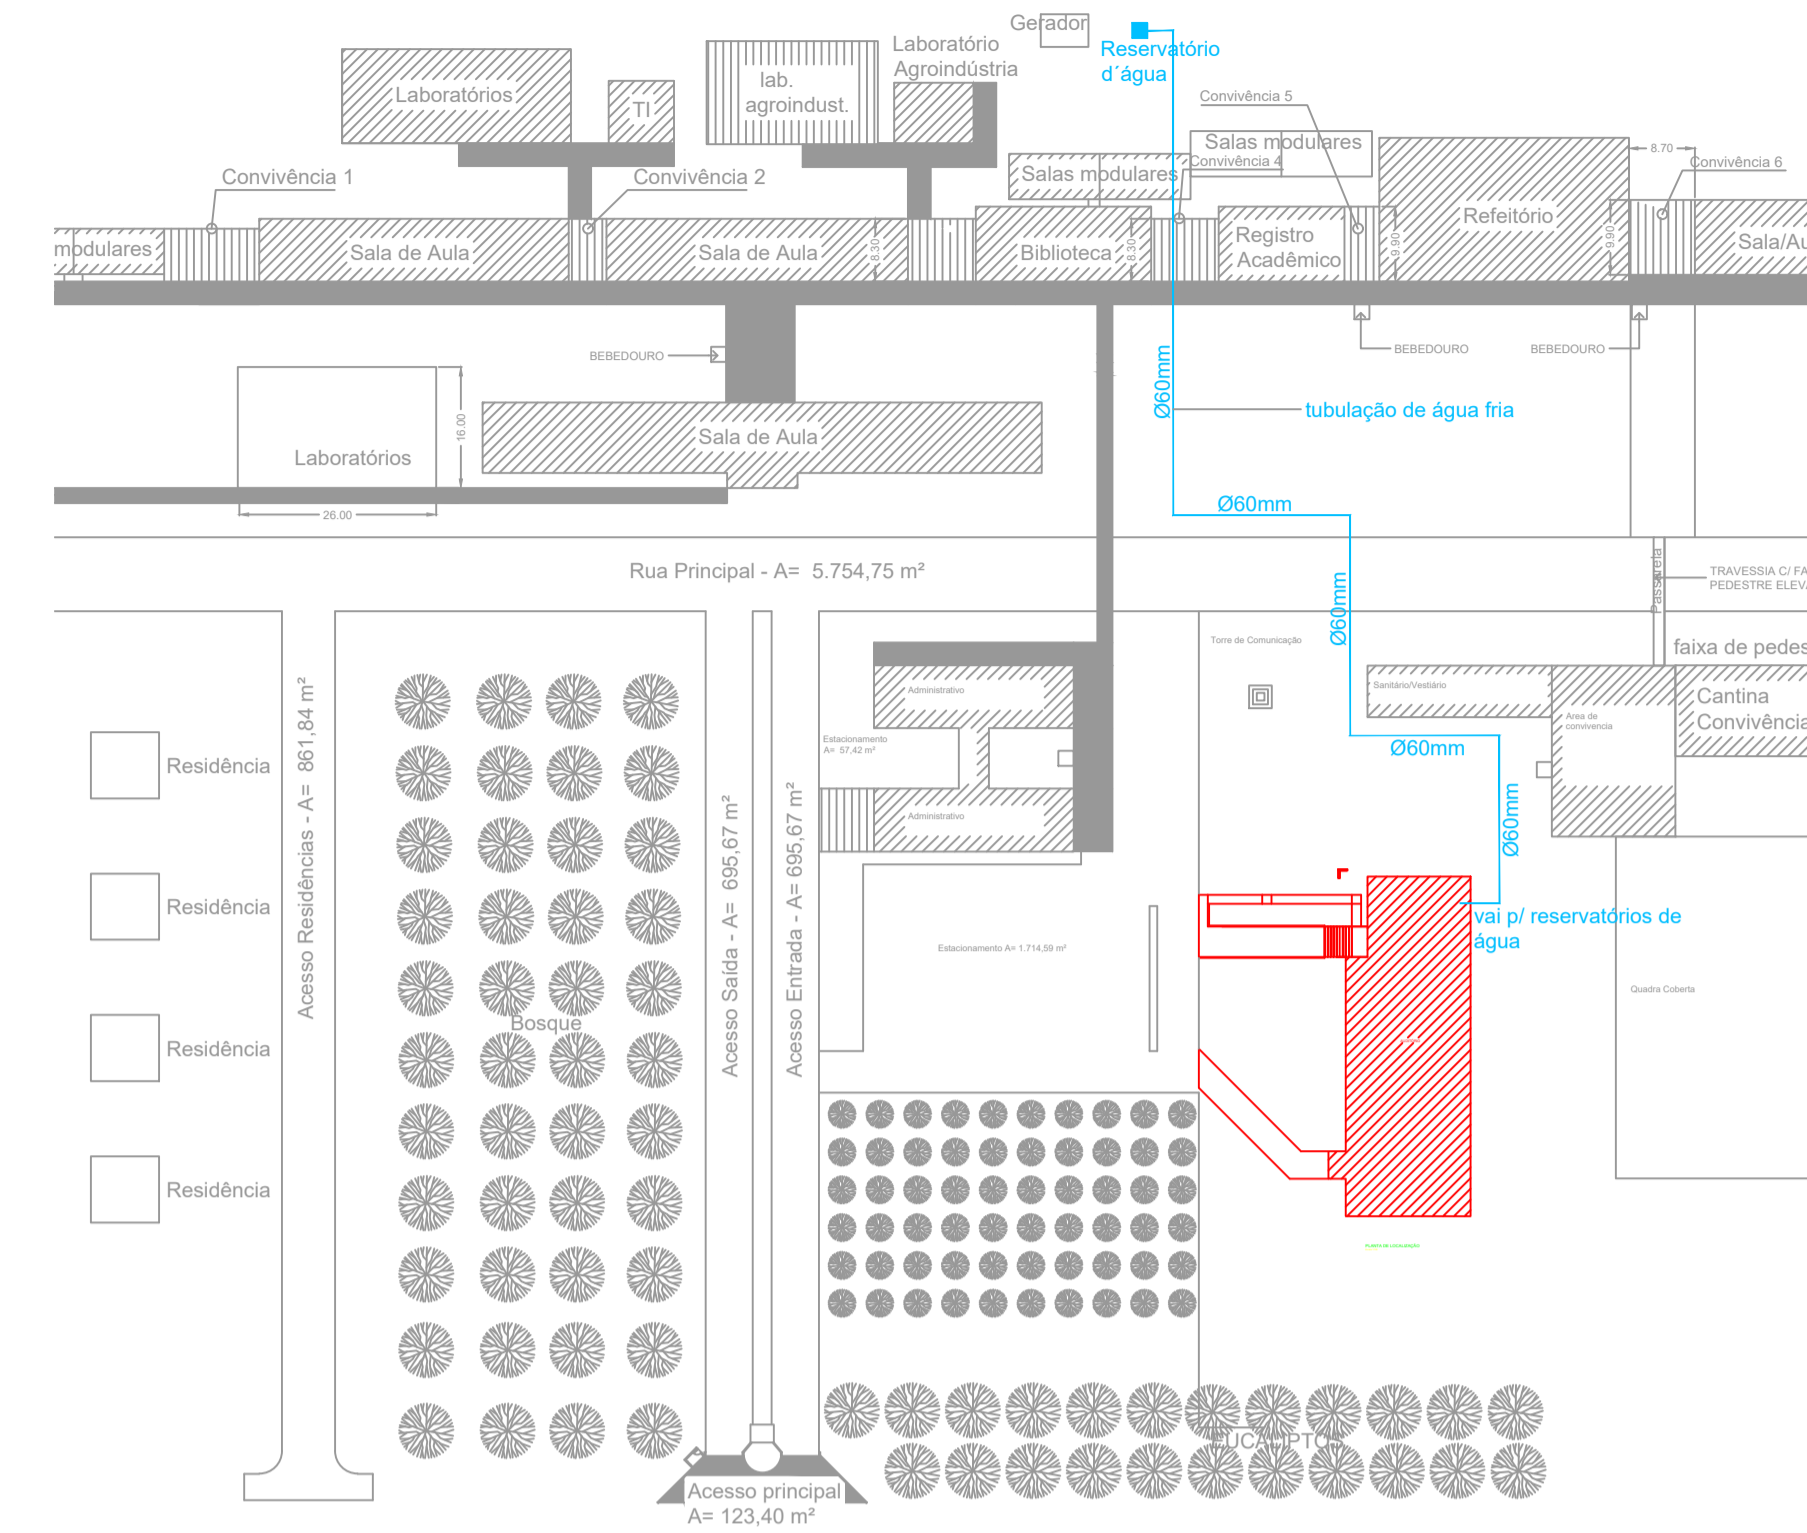 Gerador
Reservatório
d´água
Laboratório
Agroindústria
Laboratórios
TI
lab.
agroindust.
Convivência 5
Salas modulares
Convivência 4
Salas modulares
8.70
Convivência 6
Convivência 1
Convivência 2
modulares
Sala de Aula
Sala de Aula
8.30
Biblioteca
8.30
Registro
Acadêmico
9.90
Refeitório
9.90
Sala/Au
BEBEDOURO
BEBEDOURO
BEBEDOURO
Ø60mm
tubulação de água fria
16.00
Laboratórios
Sala de Aula
26.00
Ø60mm
Rua Principal - A= 5.754,75 m²
Ø60mm
Passarela
TRAVESSIA C/ FA
PEDESTRE ELEVA
Torre de Comunicação
faixa de pedes
Administrativo
Sanitário/Vestiário
Cantina
Convivência
Area de
convivencia
Estacionamento
A= 57,42 m²
Ø60mm
Ø60mm
Administrativo
Residência
Residência
Residência
Residência
Acesso Residências - A= 861,84 m²
Bosque
Acesso Saída - A= 695,67 m²
Acesso Entrada - A= 695,67 m²
Estacionamento A= 1.714,59 m²
vai p/ reservatórios de
água
Quadra Coberta
PLANTA DE LOCALIZAÇÃO
EUCALIPTOS
Acesso principal
A= 123,40 m²